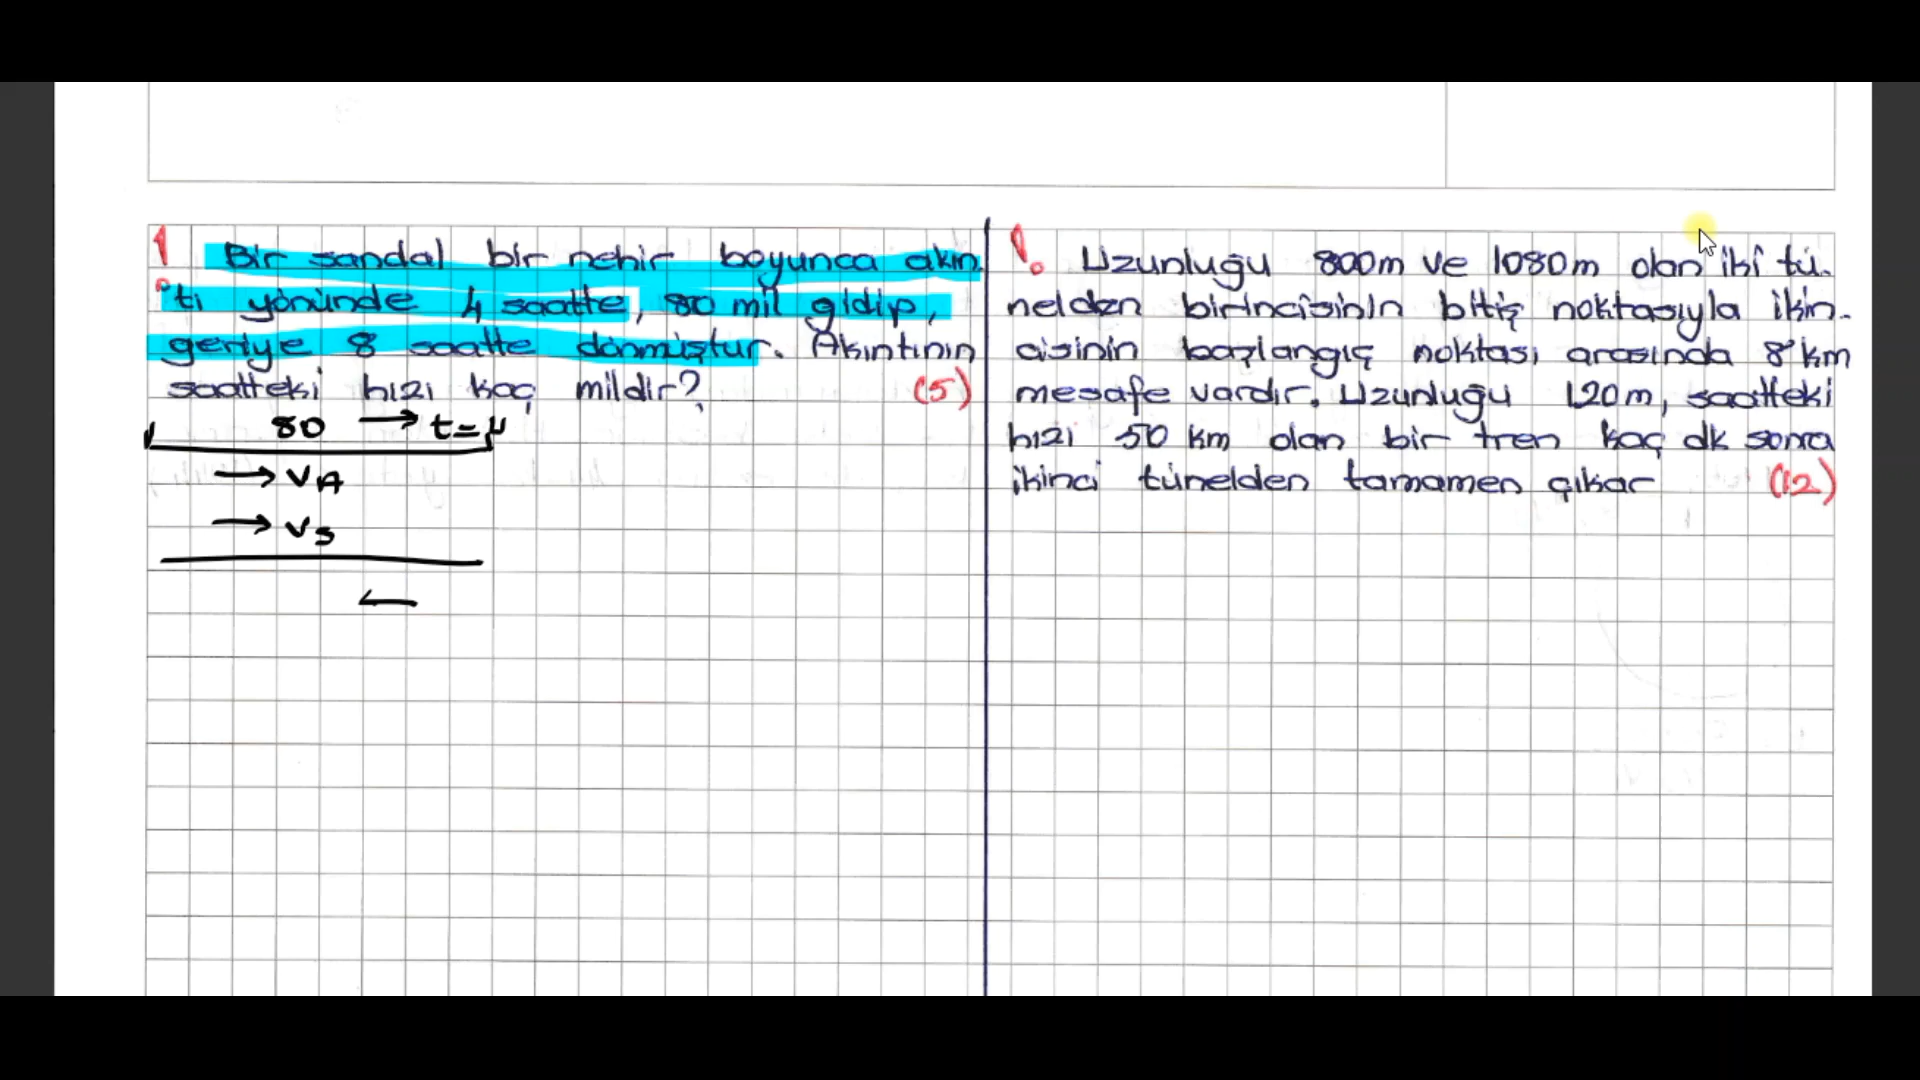 Bir sandal bir nehir boyunca akın
tı yönünde 4 saatte, 80 mil gidip,
geriye 8 saatte dönmüştür. Akıntının
saatteki hızı kaç mildir? (5)
80 → t=4
→ VA
→ VS
←
Uzunluğu 800m ve 1080m olan iki tü-
nelden birincisinin bitiş noktasıyla ikin-
cisinin başlangıç noktası arasında 8 km
mesafe vardır. Uzunluğu 120m, saatteki
hızı 50 km olan bir tren kaç dk sonra
ikinci tünelden tamamen çıkar (12)